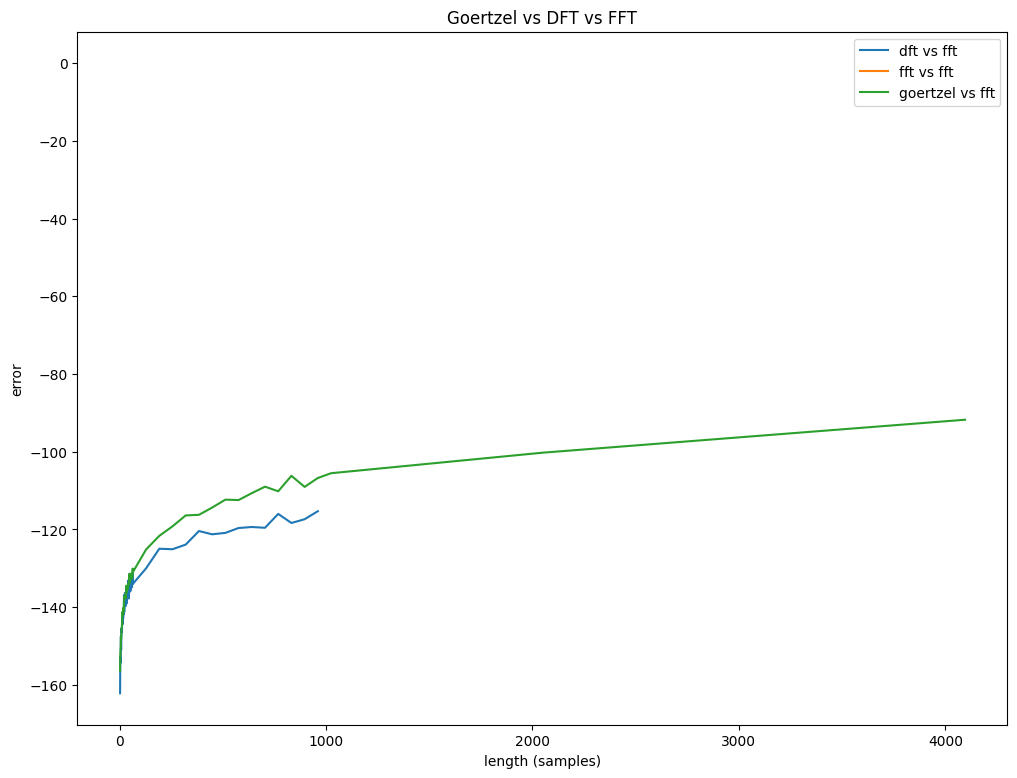 Goertzel vs DFT vs FFT
dft vs fft
fft vs fft
goertzel vs fft
0
−20
−40
−60
−80
−100
−120
−140
−160
error
0
1000
2000
3000
4000
length (samples)